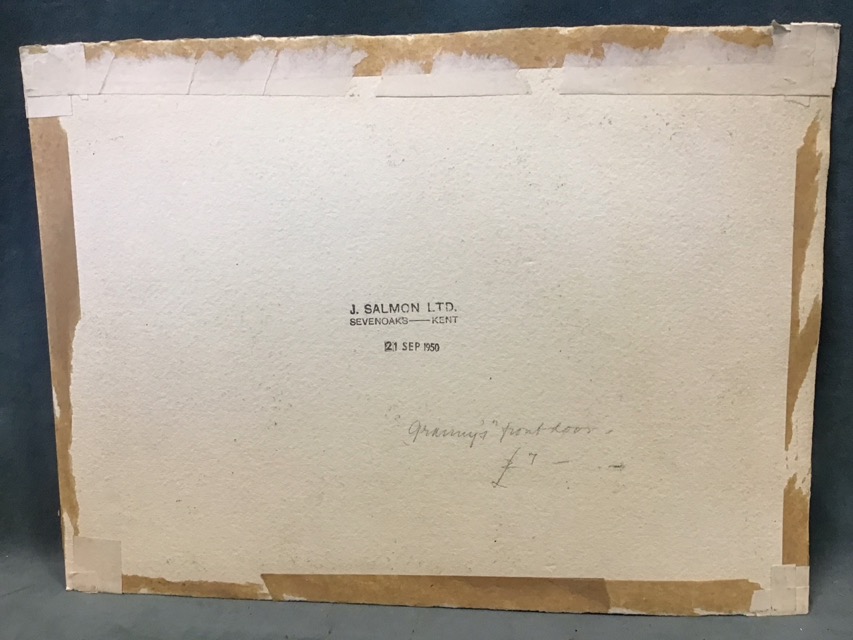 J. SALMON LTD.
SEVENOAKS — KENT
21 SEP 1950
"Granny's" front door.
£7 — . —